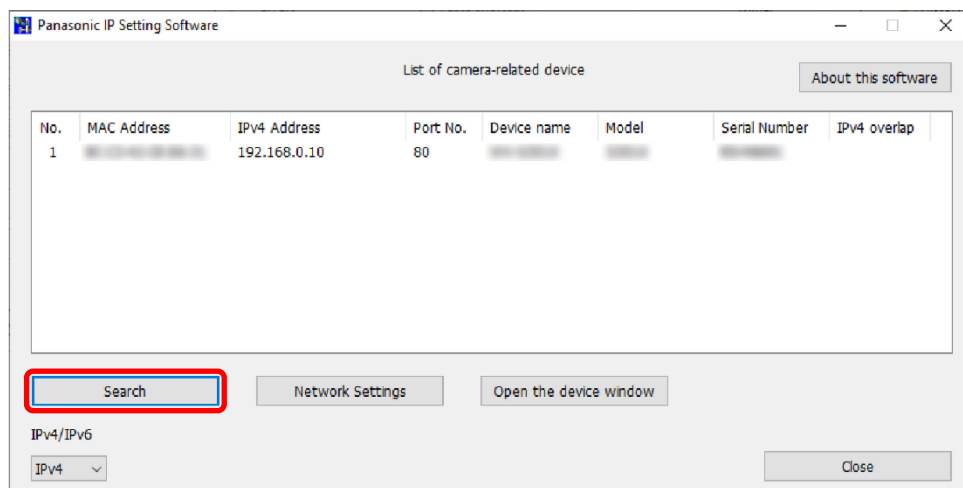 Panasonic IP Setting Software
List of camera-related device
About this software
No. MAC Address IPv4 Address Port No. Device name Model Serial Number IPv4 overlap
1 192.168.0.10 80
Search Network Settings Open the device window
IPv4/IPv6
IPv4 Close